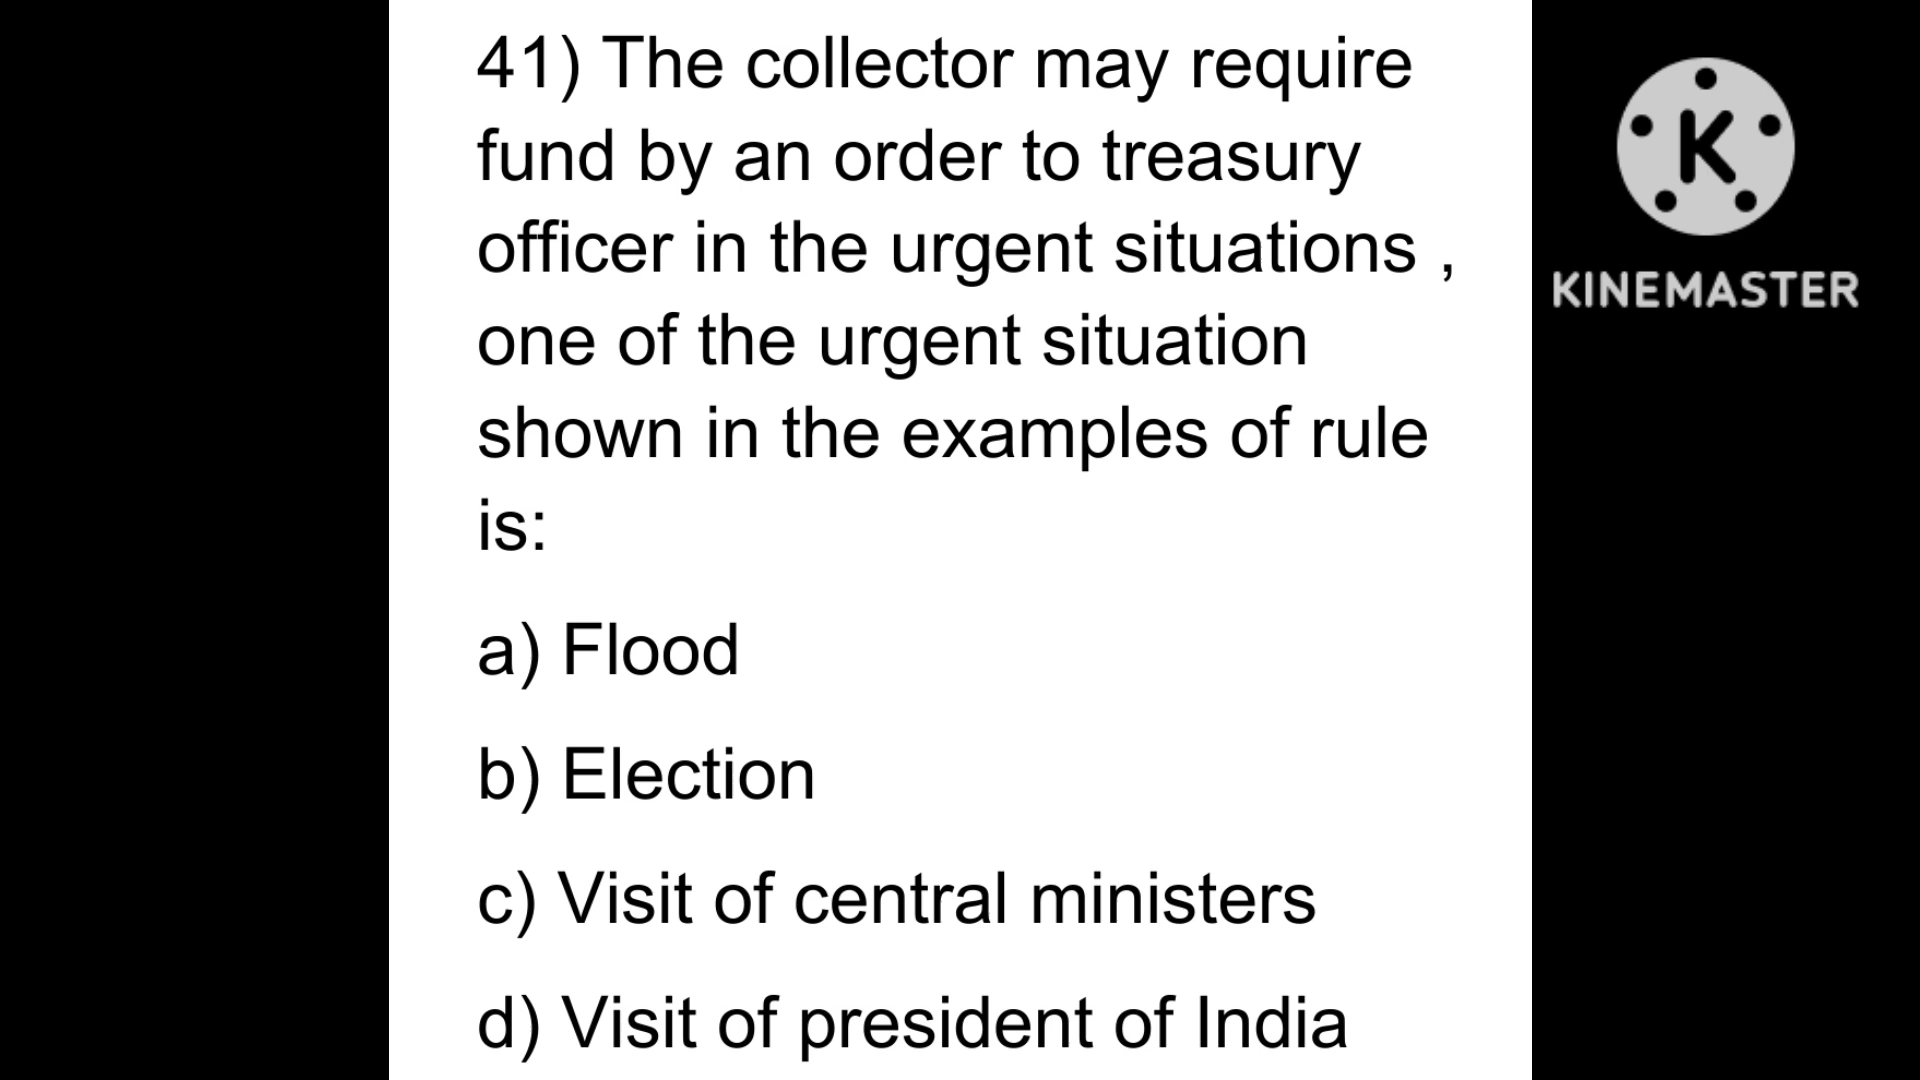 41) The collector may require
fund by an order to treasury
officer in the urgent situations ,
one of the urgent situation
shown in the examples of rule
is:
a) Flood
b) Election
c) Visit of central ministers
d) Visit of president of India
K
KINEMASTER